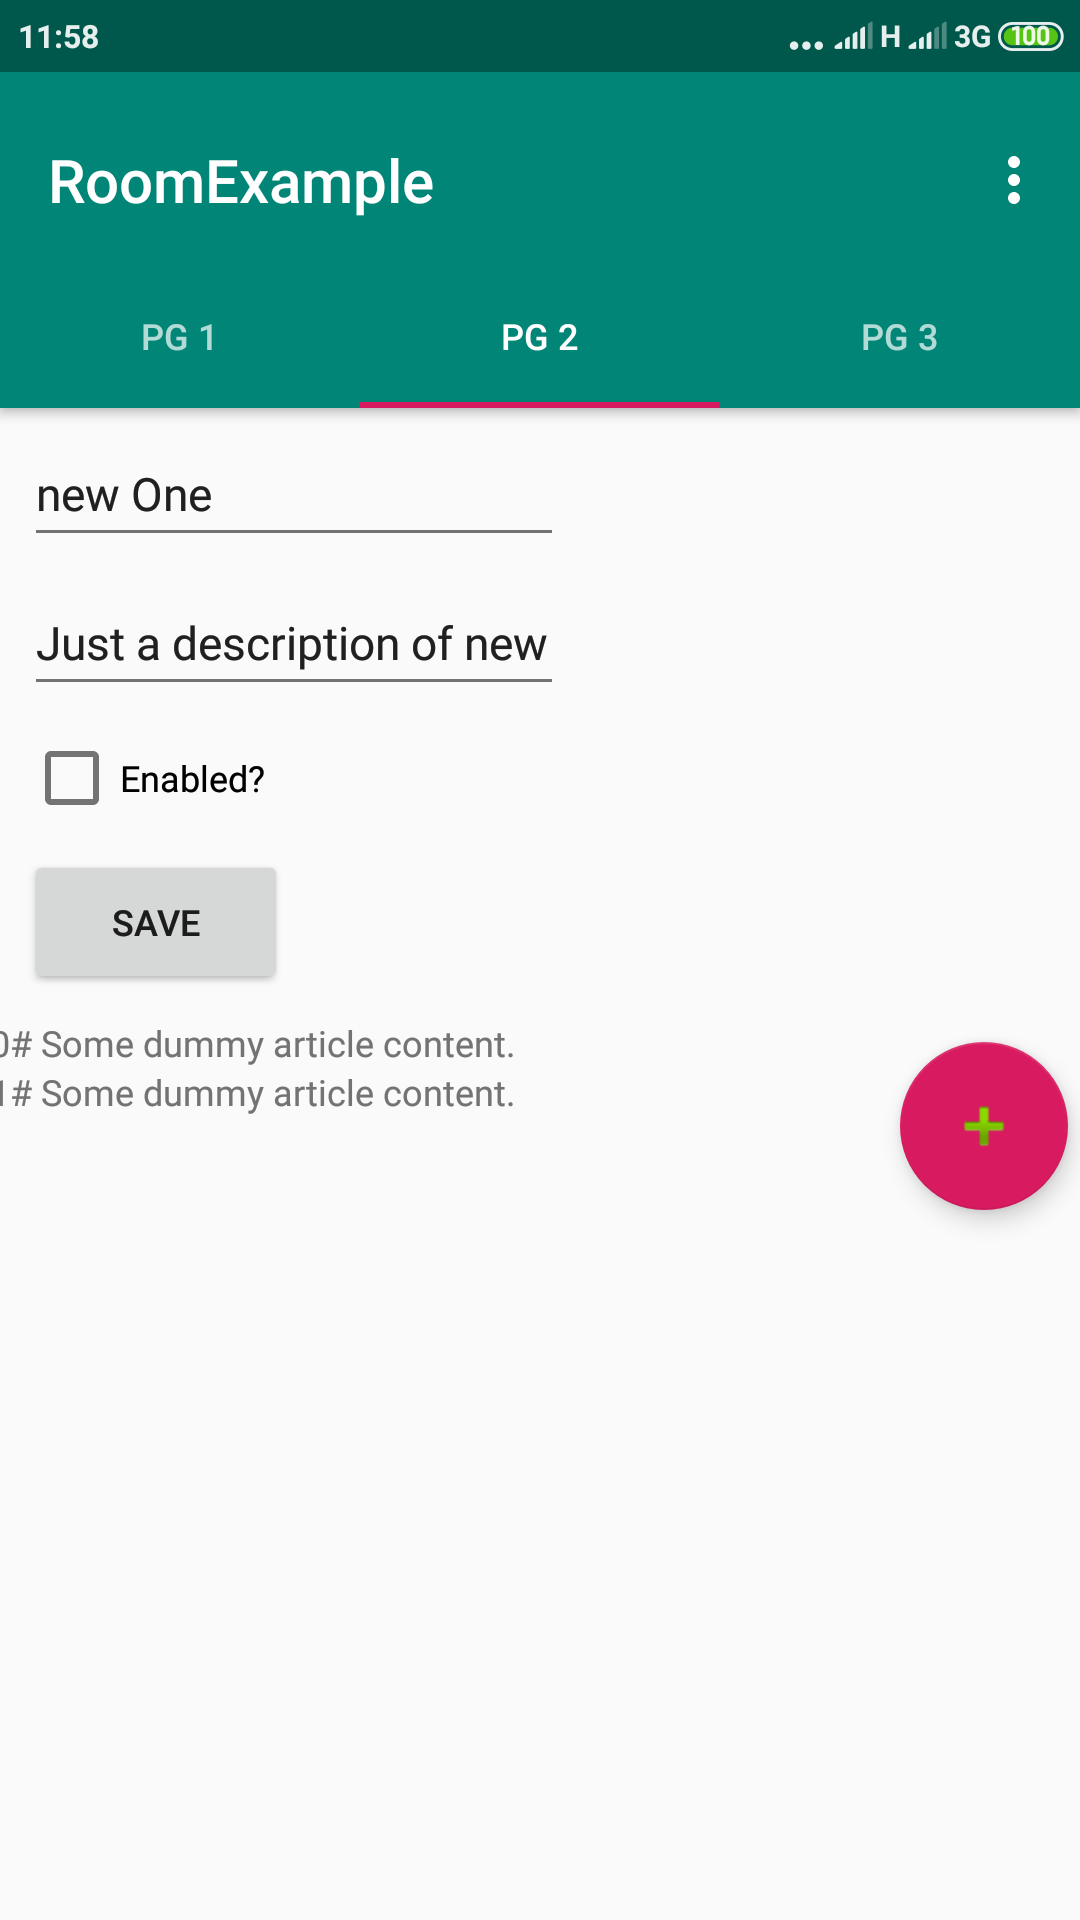 11:58 ... H 3G 100
RoomExample
PG 1 PG 2 PG 3
new One
Just a description of new
Enabled?
SAVE
0# Some dummy article content.
1# Some dummy article content.